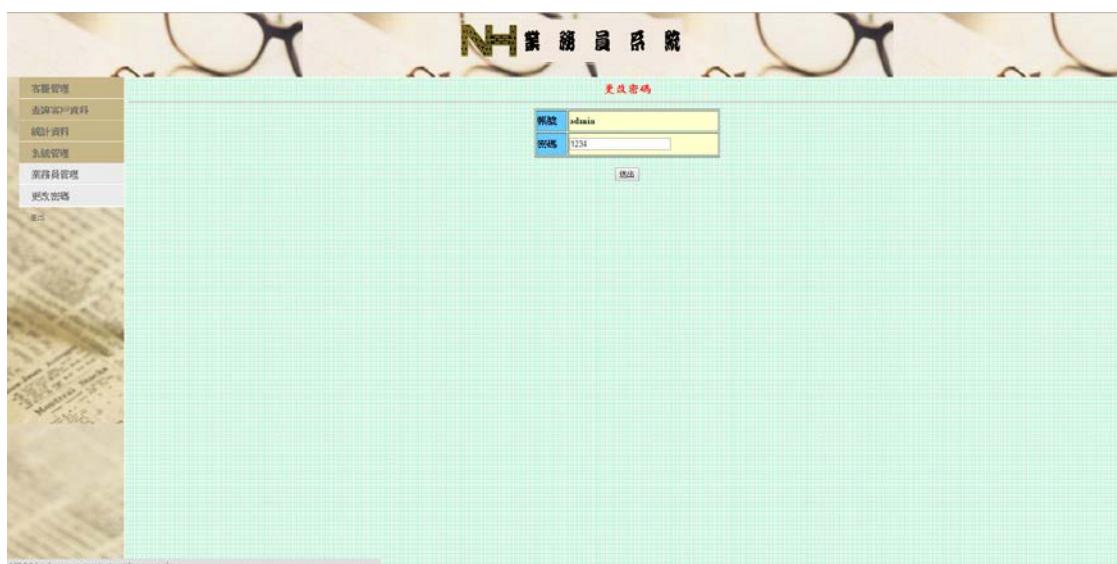 NH業務員系統
客服管理
查詢客戶資料
統計資料
系統管理
業務員管理
更改密碼
登出
更改密碼
帳號 admin
密碼 1234
送出